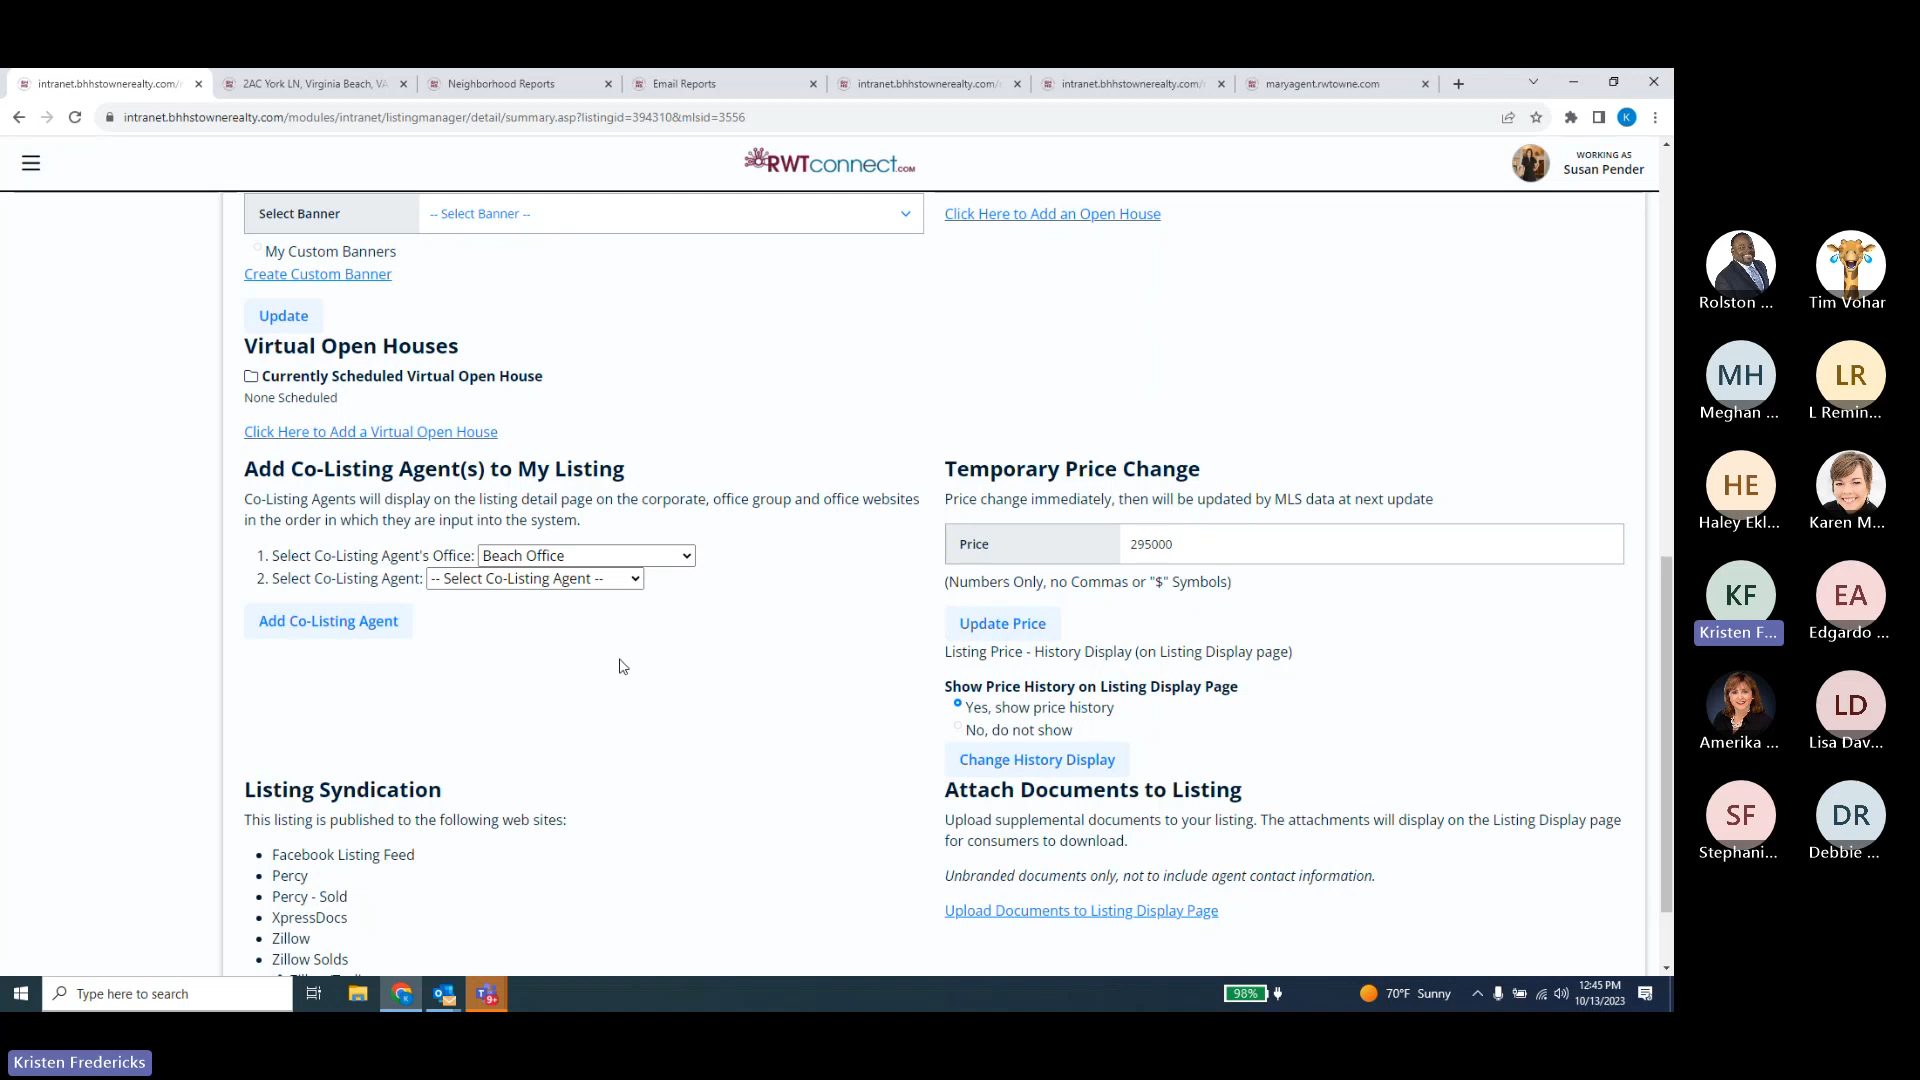 intranet.bhhstownerealty.com/
2AC York LN, Virginia Beach, VA
Neighborhood Reports
Email Reports
intranet.bhhstownerealty.com/
intranet.bhhstownerealty.com/
maryagent.rwtowne.com
intranet.bhhstownerealty.com/modules/intranet/listingmanager/detail/summary.asp?listingid=394310&mlsid=3556
K
RWTconnect.COM
WORKING AS
Susan Pender
Select Banner
-- Select Banner --
My Custom Banners
Create Custom Banner
Update
Click Here to Add an Open House
Virtual Open Houses
Currently Scheduled Virtual Open House
None Scheduled
Click Here to Add a Virtual Open House
Add Co-Listing Agent(s) to My Listing
Co-Listing Agents will display on the listing detail page on the corporate, office group and office websites
in the order in which they are input into the system.
1. Select Co-Listing Agent's Office: Beach Office
2. Select Co-Listing Agent: -- Select Co-Listing Agent --
Add Co-Listing Agent
Temporary Price Change
Price change immediately, then will be updated by MLS data at next update
Price
295000
(Numbers Only, no Commas or "$" Symbols)
Update Price
Listing Price - History Display (on Listing Display page)
Show Price History on Listing Display Page
Yes, show price history
No, do not show
Change History Display
Listing Syndication
This listing is published to the following web sites:
• Facebook Listing Feed
• Percy
• Percy - Sold
• XpressDocs
• Zillow
• Zillow Solds
Attach Documents to Listing
Upload supplemental documents to your listing. The attachments will display on the Listing Display page
for consumers to download.
Unbranded documents only, not to include agent contact information.
Upload Documents to Listing Display Page
Type here to search
9+
98%
70°F Sunny
12:45 PM
10/13/2023
Rolston ...
Tim Vohar
MH
Meghan ...
LR
L Remin...
HE
Haley Ekl...
Karen M...
KF
Kristen F...
EA
Edgardo ...
Amerika ...
LD
Lisa Dav...
SF
Stephani...
DR
Debbie ...
Kristen Fredericks